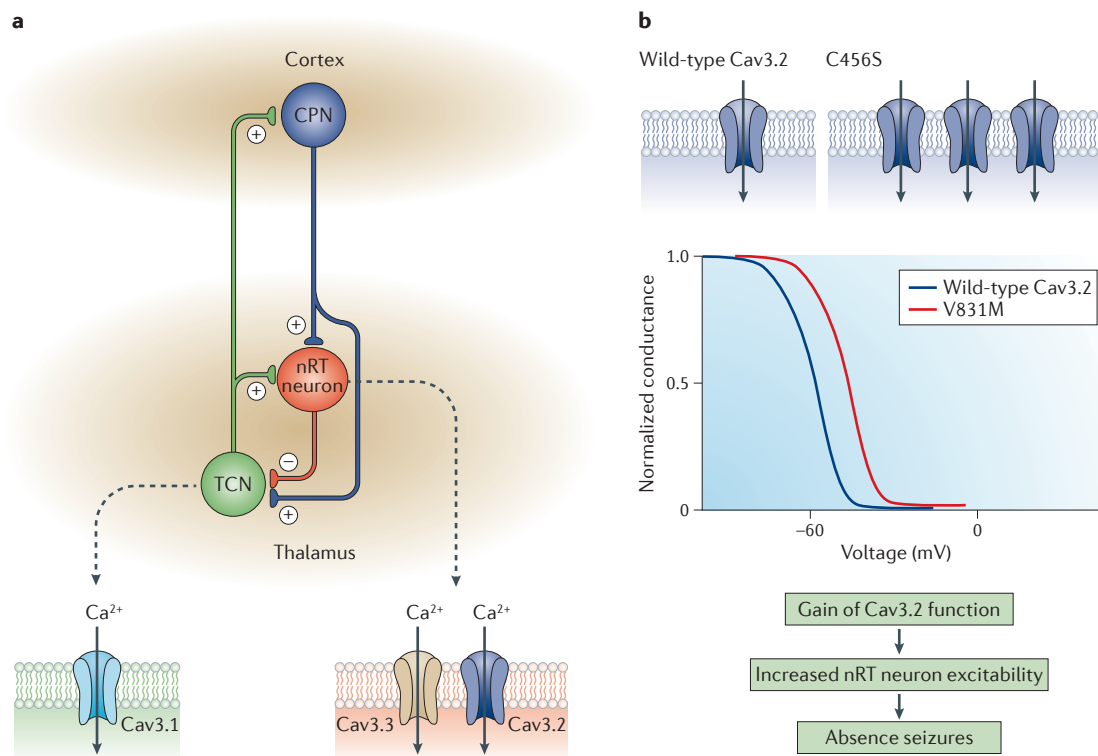 a
Cortex
CPN
+
+
nRT
neuron
+
−
TCN
+
Thalamus
Ca²⁺
Cav3.1
Ca²⁺
Ca²⁺
Cav3.3
Cav3.2
b
Wild-type Cav3.2
C456S
1.0
0.5
0
Normalized conductance
Wild-type Cav3.2
V831M
−60
0
Voltage (mV)
Gain of Cav3.2 function
Increased nRT neuron excitability
Absence seizures